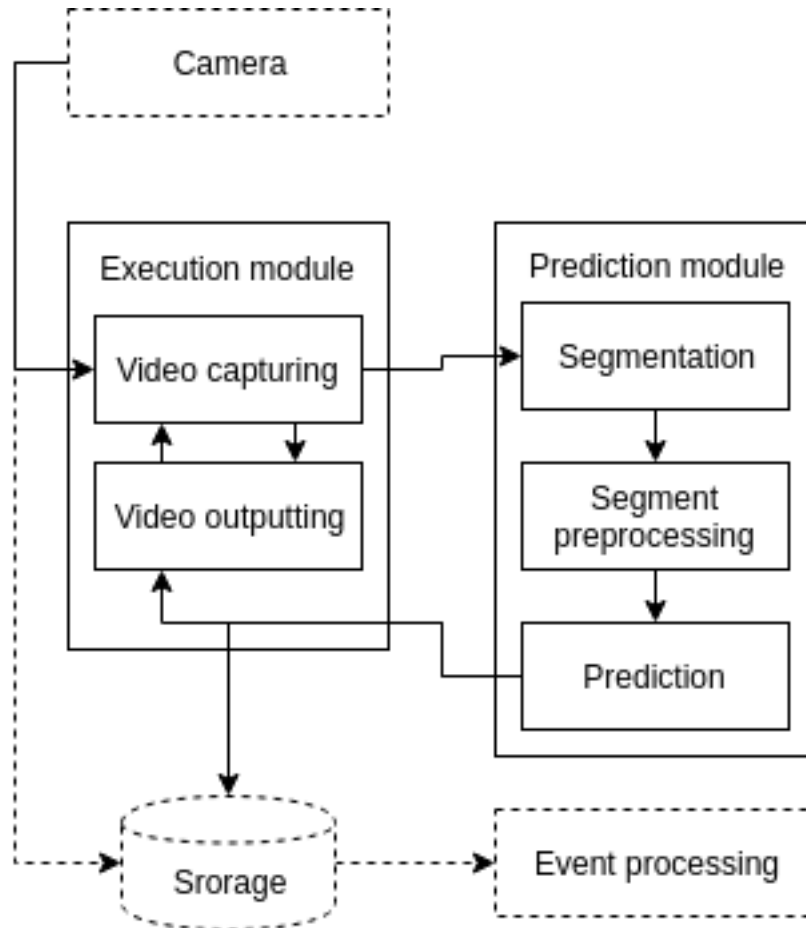 Camera
Execution module
Video capturing
Video outputting
Prediction module
Segmentation
Segment
preprocessing
Prediction
Srorage
Event processing